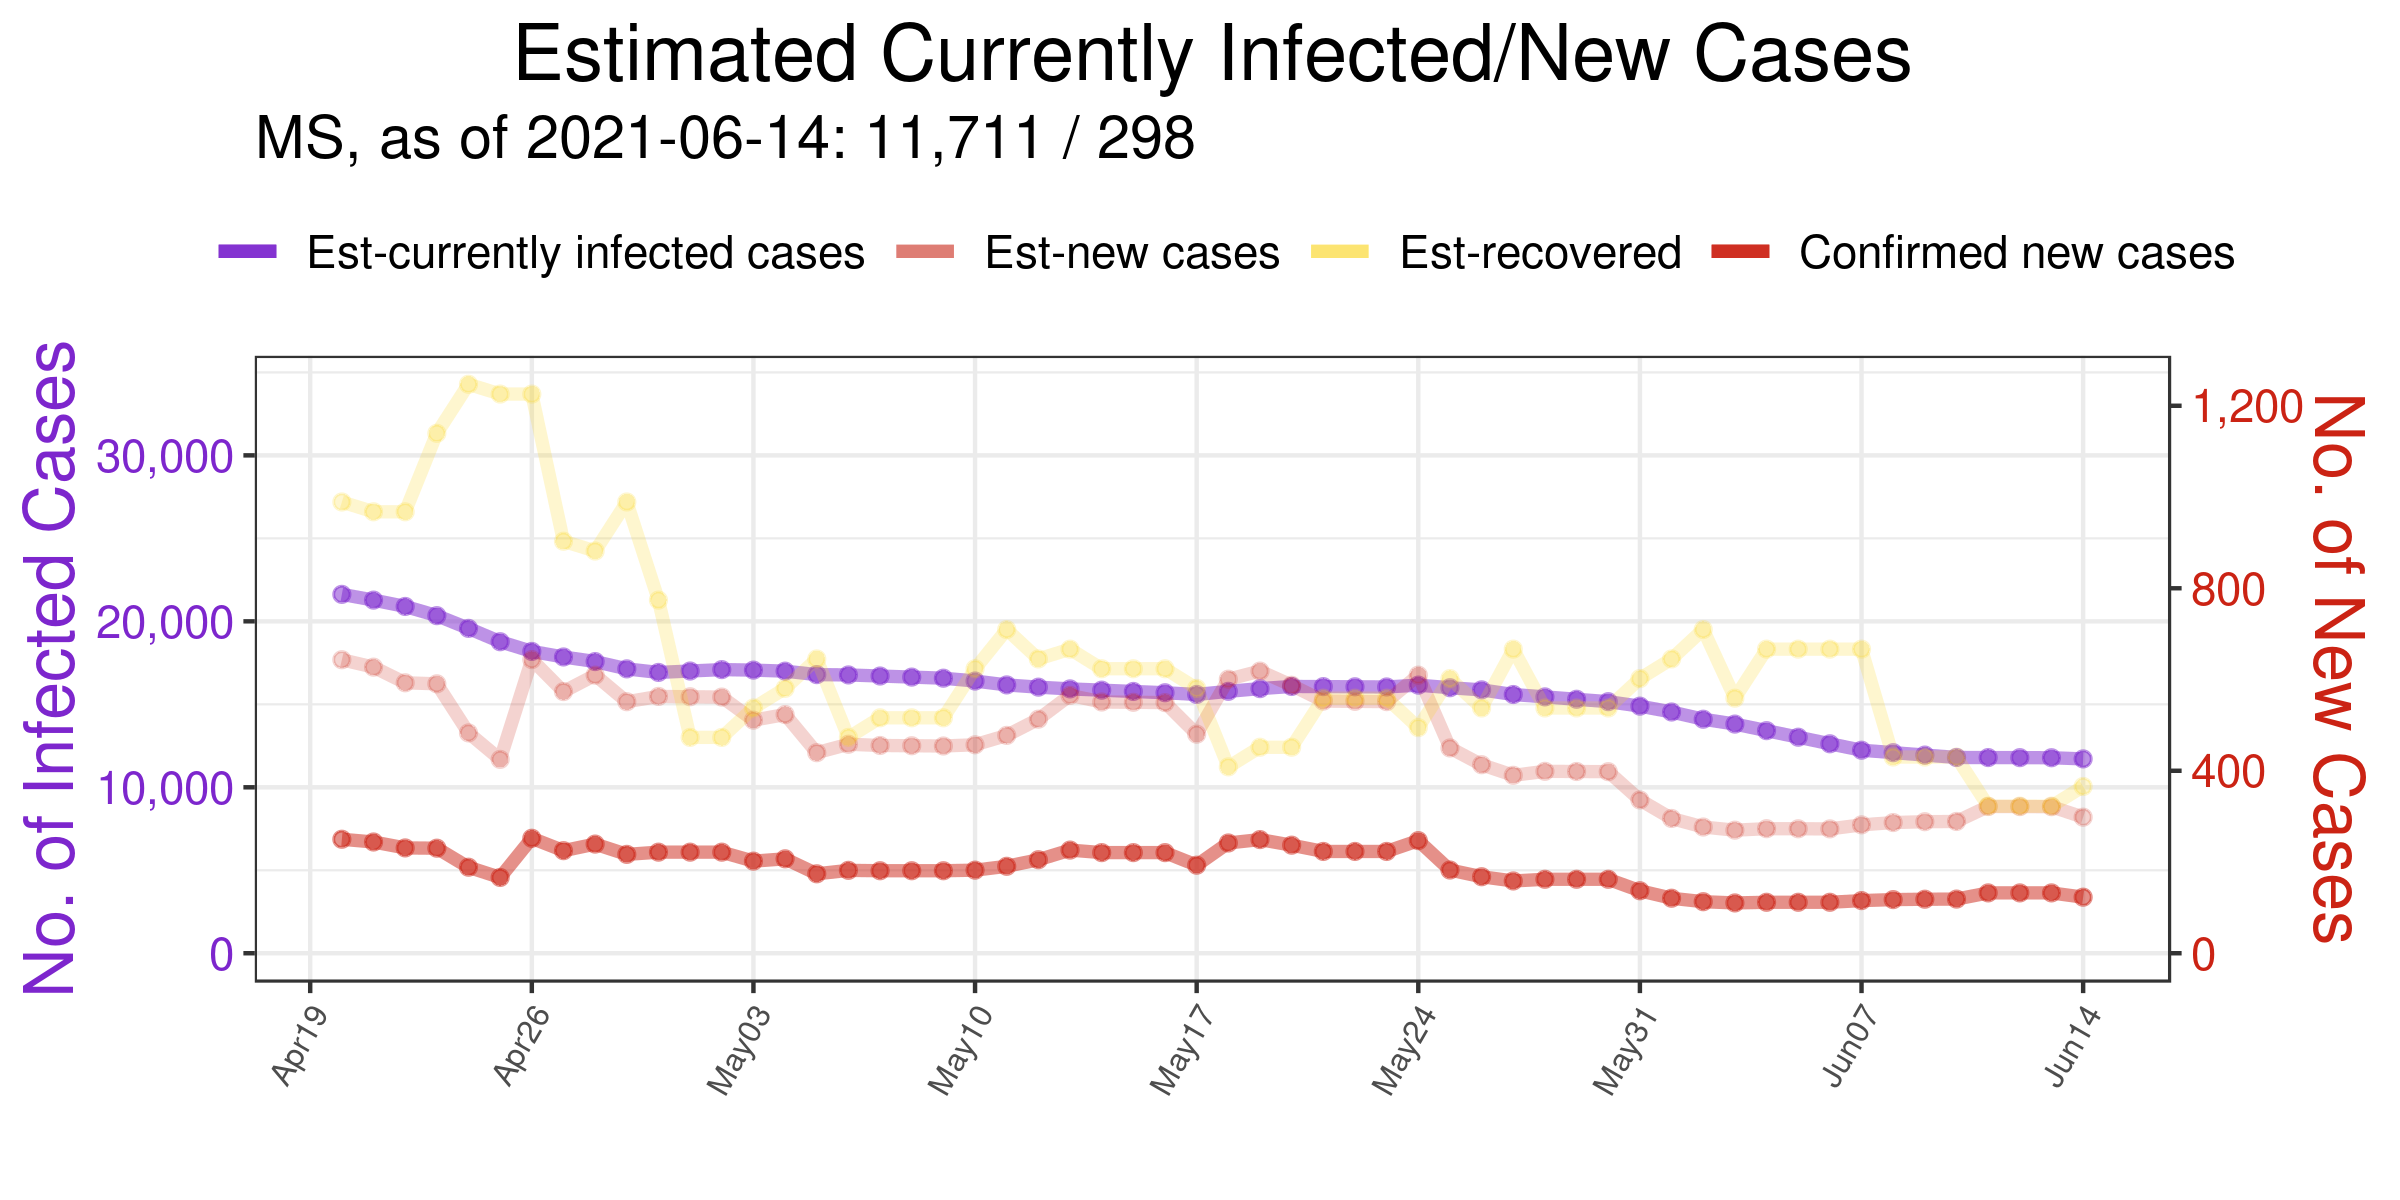 Estimated Currently Infected/New Cases
MS, as of 2021-06-14: 11,711 / 298
Est-currently infected cases Est-new cases Est-recovered Confirmed new cases
No. of Infected Cases
30,000
20,000
10,000
0
1,200
800
400
0
No. of New Cases
Apr19 Apr26 May03 May10 May17 May24 May31 Jun07 Jun14